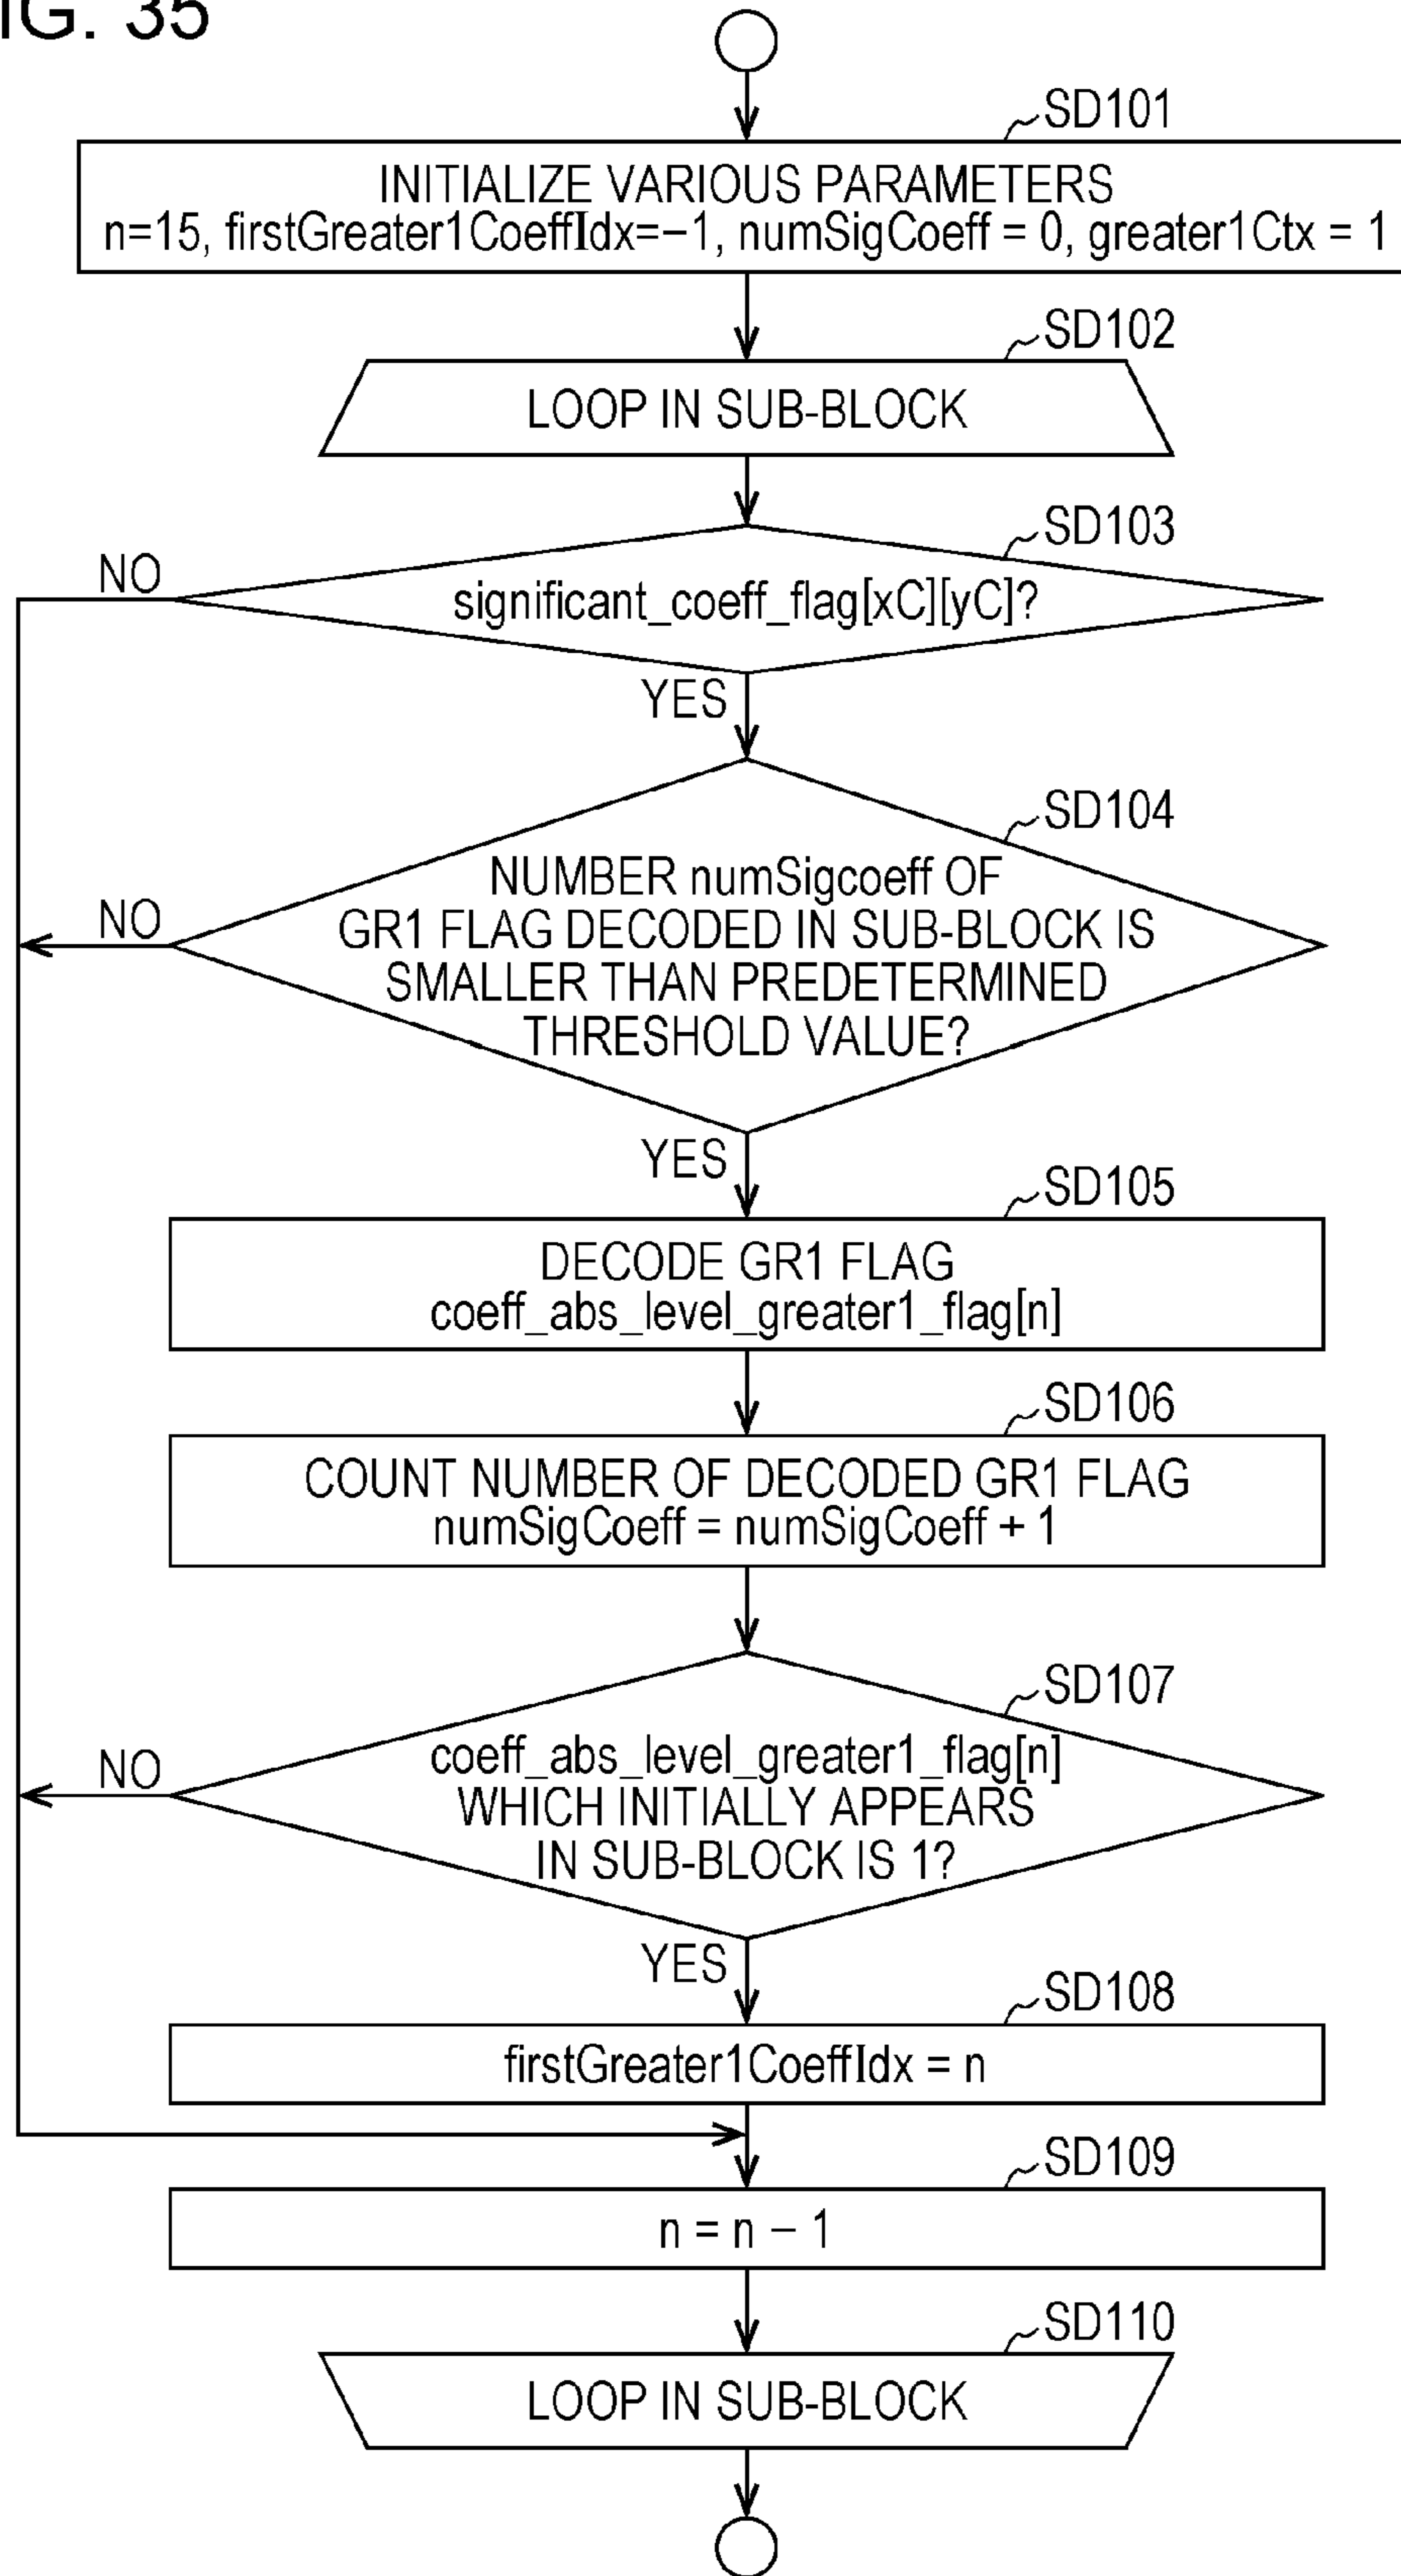 IG. 35
SD101
INITIALIZE VARIOUS PARAMETERS
n=15, firstGreater1CoeffIdx=−1, numSigCoeff = 0, greater1Ctx = 1
SD102
LOOP IN SUB-BLOCK
SD103
NO
significant_coeff_flag[xC][yC]?
YES
SD104
NUMBER numSigcoeff OF
NO
GR1 FLAG DECODED IN SUB-BLOCK IS
SMALLER THAN PREDETERMINED
THRESHOLD VALUE?
YES
SD105
DECODE GR1 FLAG
coeff_abs_level_greater1_flag[n]
SD106
COUNT NUMBER OF DECODED GR1 FLAG
numSigCoeff = numSigCoeff + 1
SD107
coeff_abs_level_greater1_flag[n]
NO
WHICH INITIALLY APPEARS
IN SUB-BLOCK IS 1?
YES
SD108
firstGreater1CoeffIdx = n
SD109
n = n − 1
SD110
LOOP IN SUB-BLOCK